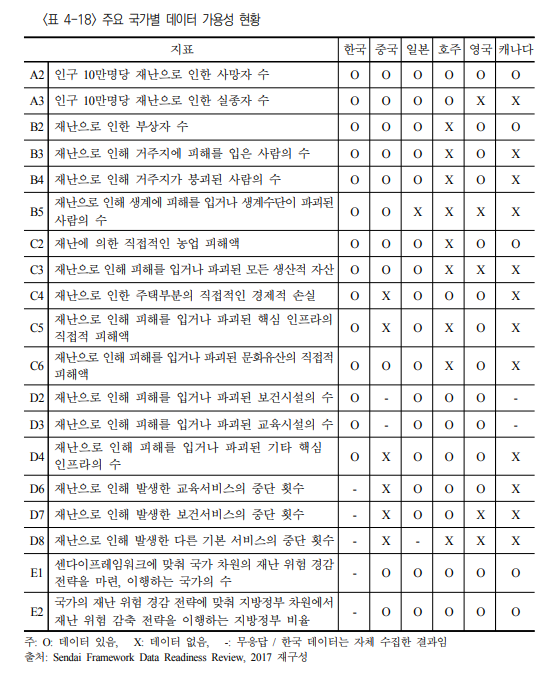 〈표 4-18〉 주요 국가별 데이터 가용성 현황
지표 한국 중국 일본 호주 영국 캐나다
A2 인구 10만명당 재난으로 인한 사망자 수 O O O O O O
A3 인구 10만명당 재난으로 인한 실종자 수 O O O O X X
B2 재난으로 인한 부상자 수 O O O X O O
B3 재난으로 인해 거주지에 피해를 입은 사람의 수 O O O X O X
B4 재난으로 인해 거주지가 붕괴된 사람의 수 O O O X O X
B5 재난으로 인해 생계에 피해를 입거나 생계수단이 파괴된
사람의 수 O O X X X X
C2 재난에 의한 직접적인 농업 피해액 O O O X O O
C3 재난으로 인해 피해를 입거나 파괴된 모든 생산적 자산 O O O X X X
C4 재난으로 인한 주택부분의 직접적인 경제적 손실 O X O O O X
C5 재난으로 인해 피해를 입거나 파괴된 핵심 인프라의
직접적 피해액 O X O X O X
C6 재난으로 인해 피해를 입거나 파괴된 문화유산의 직접적
피해액 O O O X O X
D2 재난으로 인해 피해를 입거나 파괴된 보건시설의 수 O - O O O -
D3 재난으로 인해 피해를 입거나 파괴된 교육시설의 수 O - O O O -
D4 재난으로 인해 피해를 입거나 파괴된 기타 핵심
인프라의 수 O X O O O X
D6 재난으로 인해 발생한 교육서비스의 중단 횟수 - X O O O X
D7 재난으로 인해 발생한 보건서비스의 중단 횟수 - X O O X X
D8 재난으로 인해 발생한 다른 기본 서비스의 중단 횟수 - X - X X X
E1 센다이프레임워크에 맞춰 국가 차원의 재난 위험 경감
전략을 마련, 이행하는 국가의 수 - O O O O O
E2 국가의 재난 위험 경감 전략에 맞춰 지방정부 차원에서
재난 위험 감축 전략을 이행하는 지방정부 비율 - O O O O O
주: O: 데이터 있음, X: 데이터 없음, -: 무응답 / 한국 데이터는 자체 수집한 결과임
출처: Sendai Framework Data Readiness Review, 2017 재구성